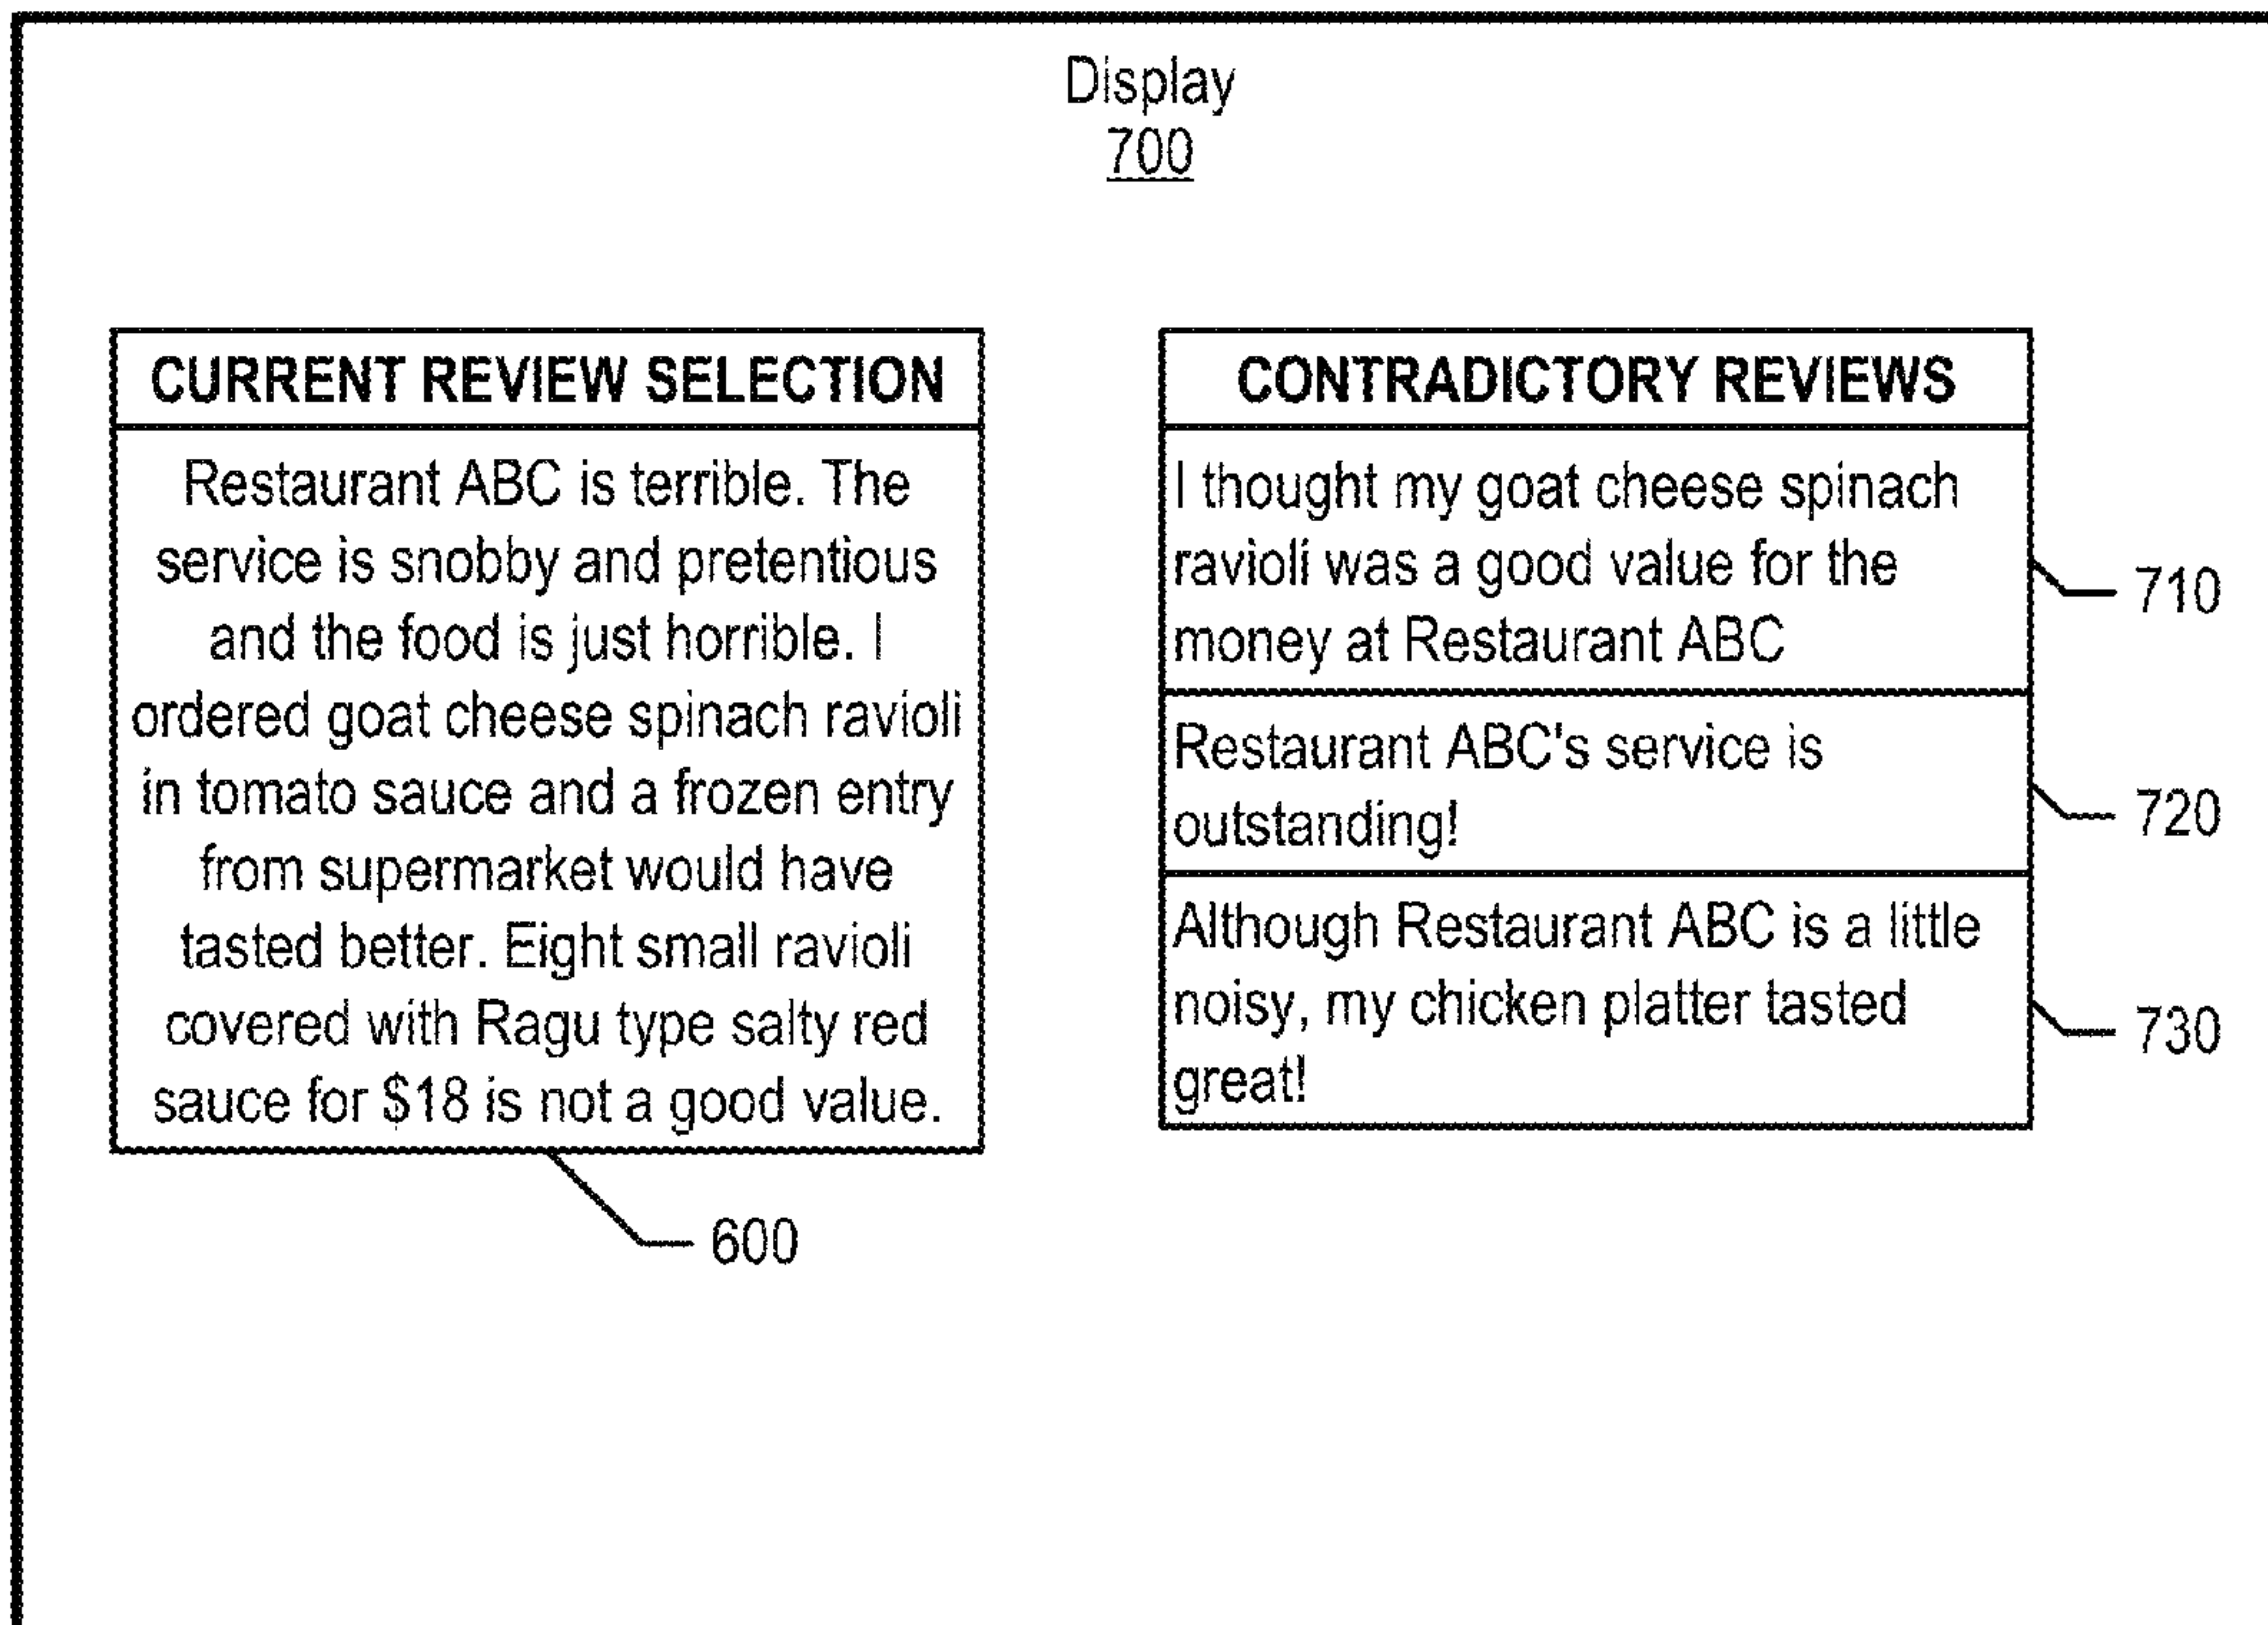 Display
700
CURRENT REVIEW SELECTION
Restaurant ABC is terrible. The
service is snobby and pretentious
and the food is just horrible. I
ordered goat cheese spinach ravioli
in tomato sauce and a frozen entry
from supermarket would have
tasted better. Eight small ravioli
covered with Ragu type salty red
sauce for $18 is not a good value.
600
CONTRADICTORY REVIEWS
I thought my goat cheese spinach
ravioli was a good value for the
money at Restaurant ABC
710
Restaurant ABC's service is
outstanding!
720
Although Restaurant ABC is a little
noisy, my chicken platter tasted
great!
730